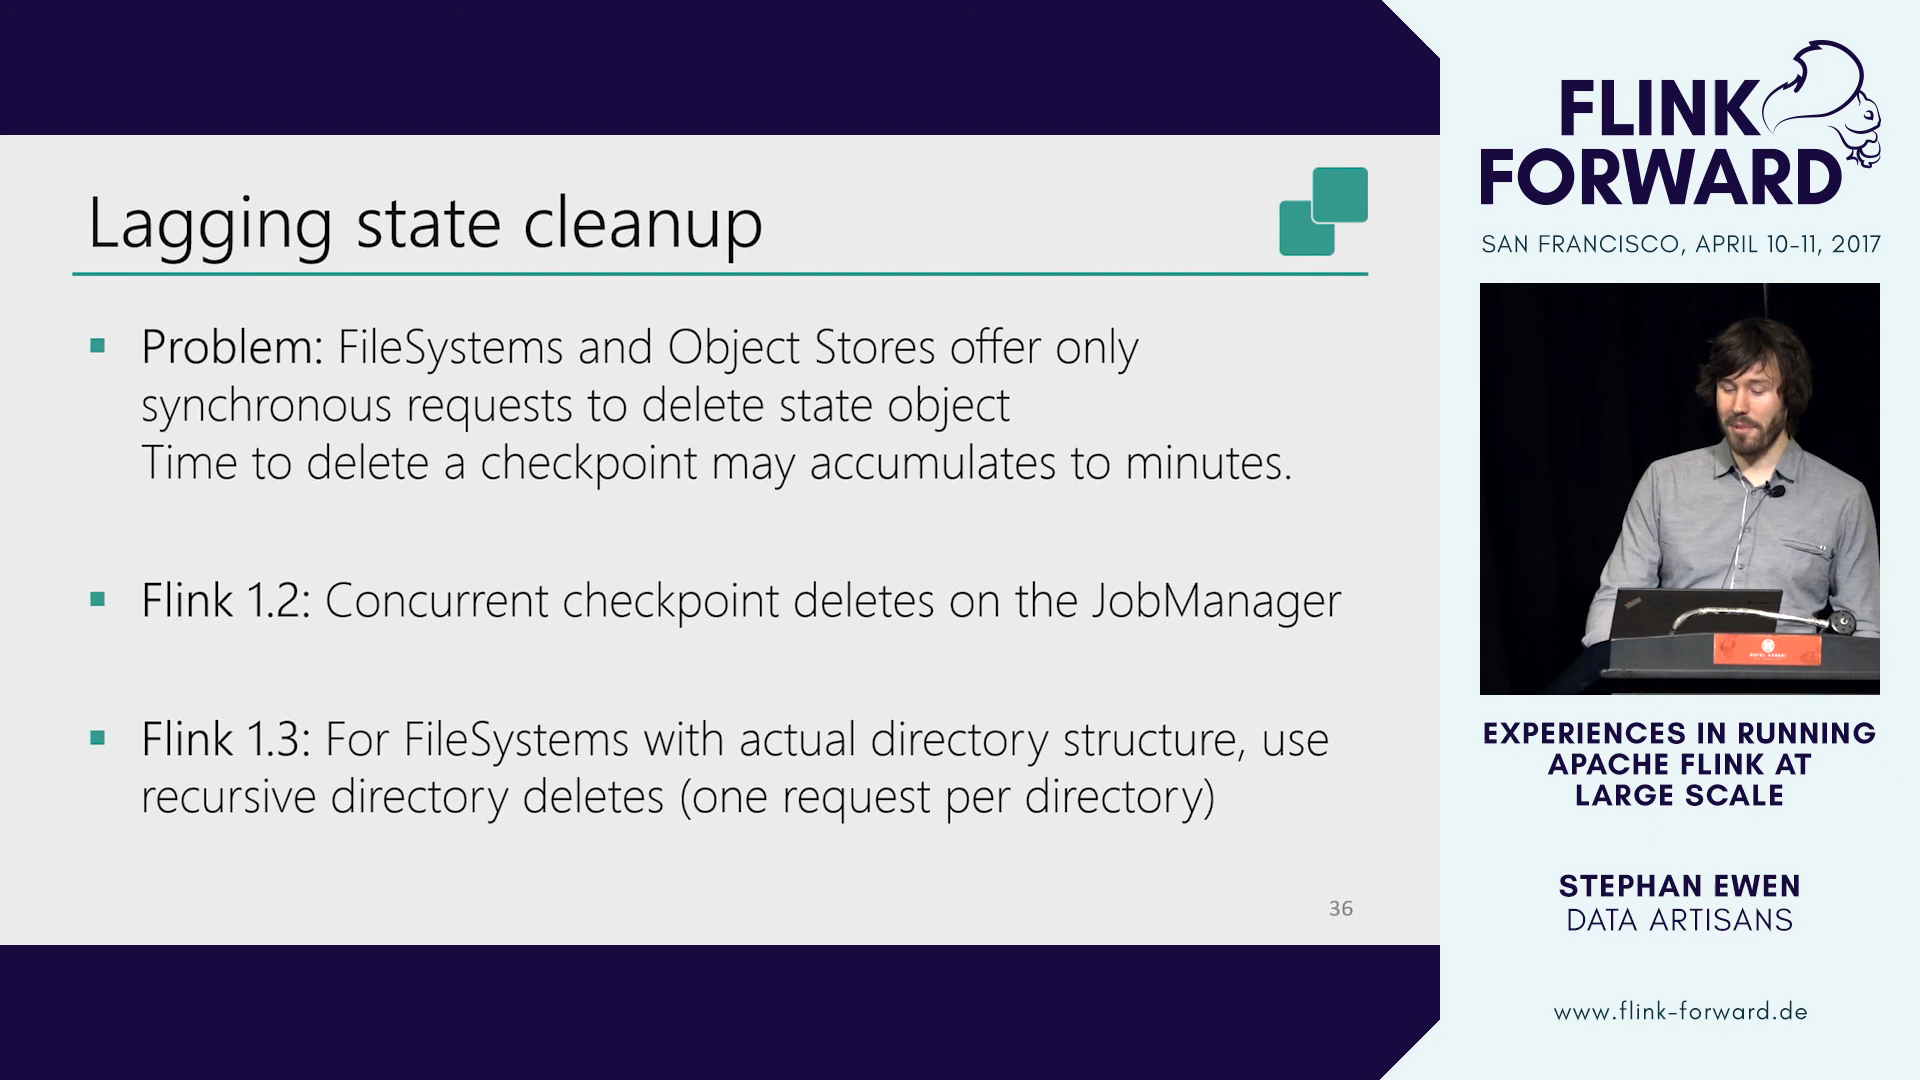 Lagging state cleanup
Problem: FileSystems and Object Stores offer only
synchronous requests to delete state object
Time to delete a checkpoint may accumulates to minutes.
Flink 1.2: Concurrent checkpoint deletes on the JobManager
Flink 1.3: For FileSystems with actual directory structure, use
recursive directory deletes (one request per directory)
36
FLINK
FORWARD
SAN FRANCISCO, APRIL 10-11, 2017
EXPERIENCES IN RUNNING
APACHE FLINK AT
LARGE SCALE
STEPHAN EWEN
DATA ARTISANS
www.flink-forward.de